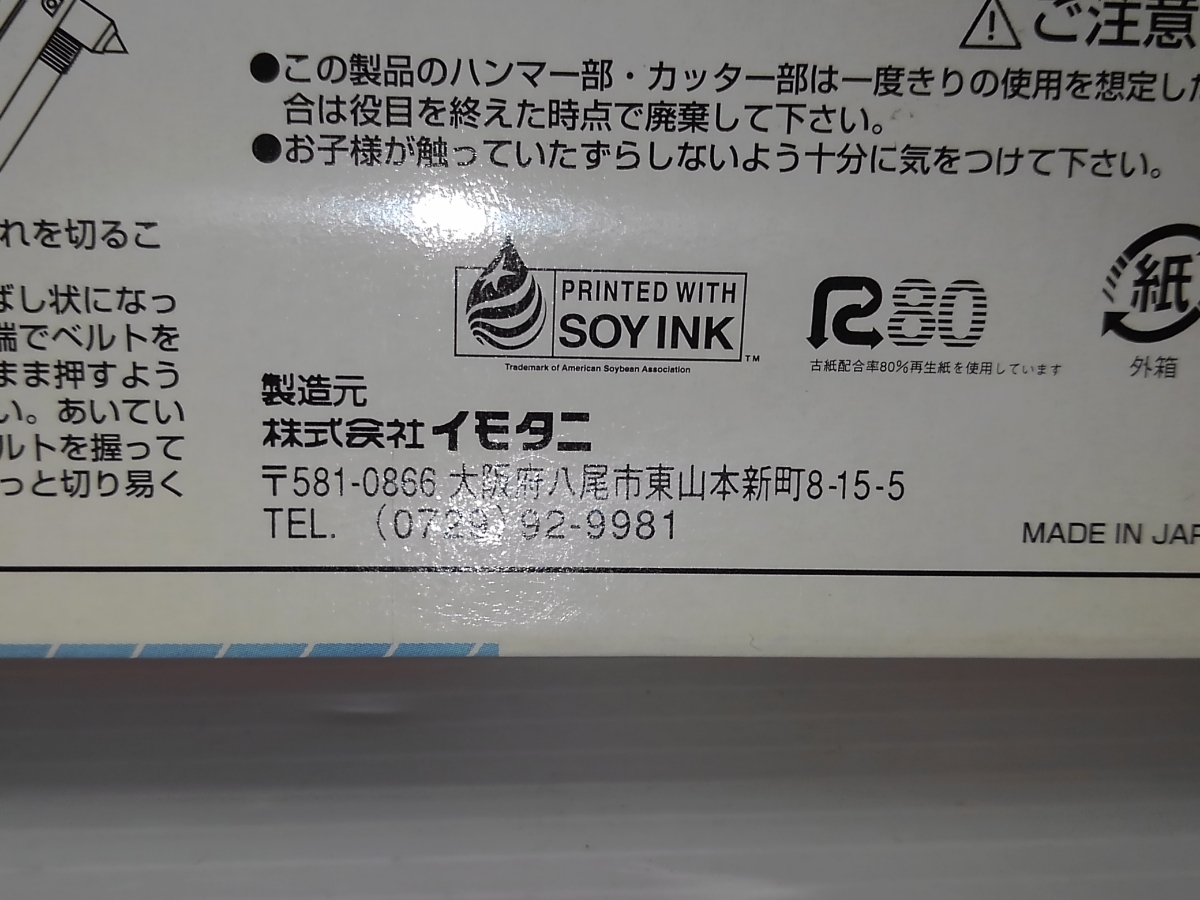 ご注意
●この製品のハンマー部・カッター部は一度きりの使用を想定した
合は役目を終えた時点で廃棄して下さい。
●お子様が触っていたずらしないよう十分に気をつけて下さい。
れを切るこ
ばし状になっ
端でベルトを
まま押すよう
い。あいてい
ルトを握って
っと切り易く
PRINTED WITH
SOY INK
TM
Trademark of American Soybean Association
R80
古紙配合率80%再生紙を使用しています
紙
外箱
製造元
株式会社イモタニ
〒581-0866 大阪府八尾市東山本新町8-15-5
TEL. (0729) 92-9981
MADE IN JAP